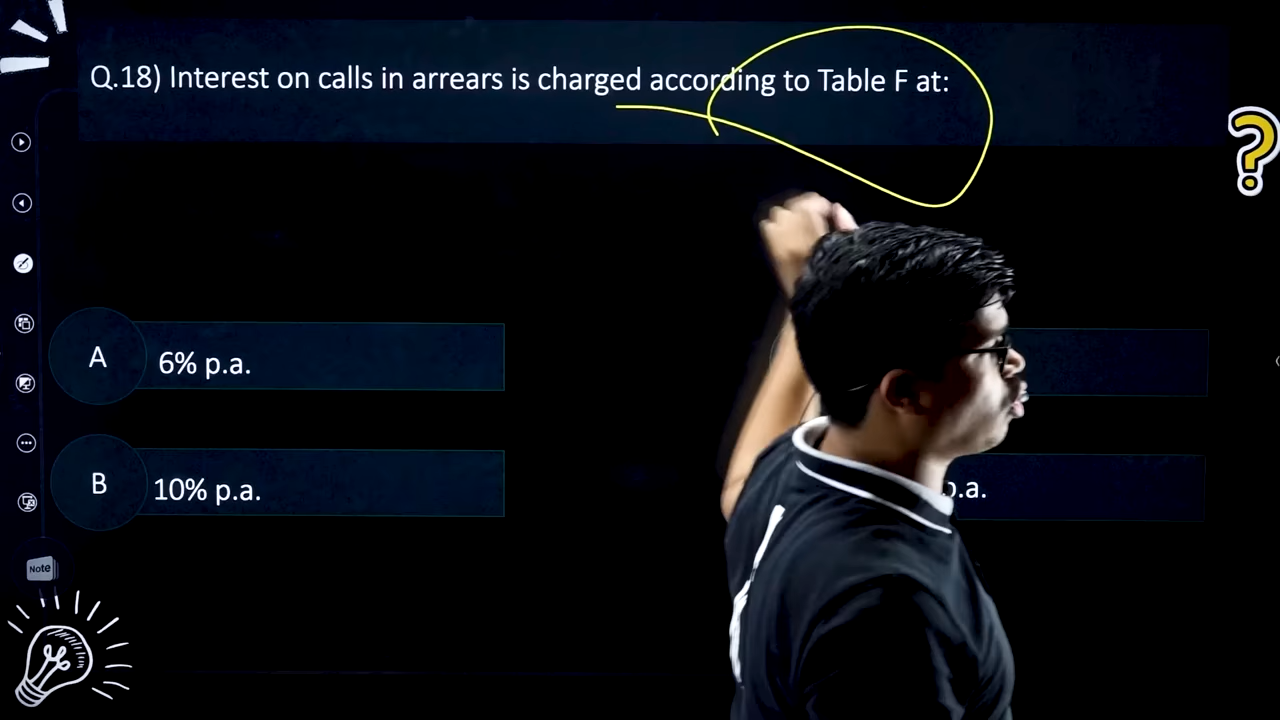 Q.18) Interest on calls in arrears is charged according to Table F at:
A 6% p.a.
B 10% p.a.
p.a.
Note